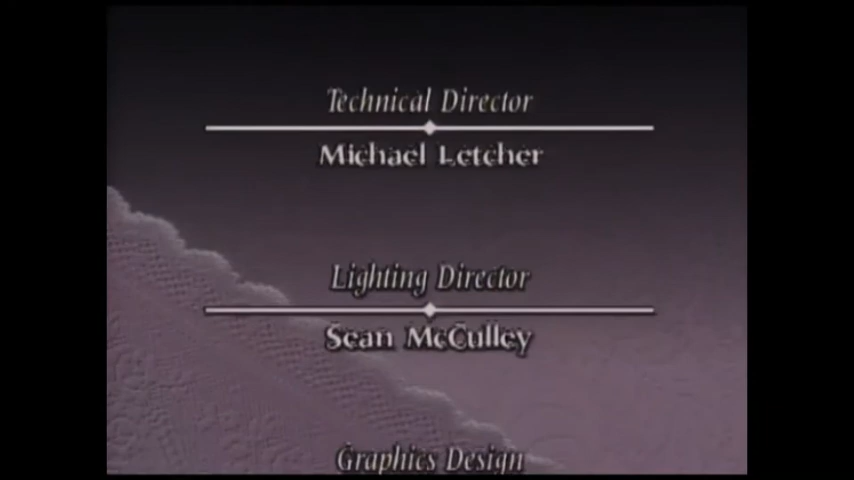 Technical Director
Michael Letcher
Lighting Director
Sean McCulley
Graphics Design